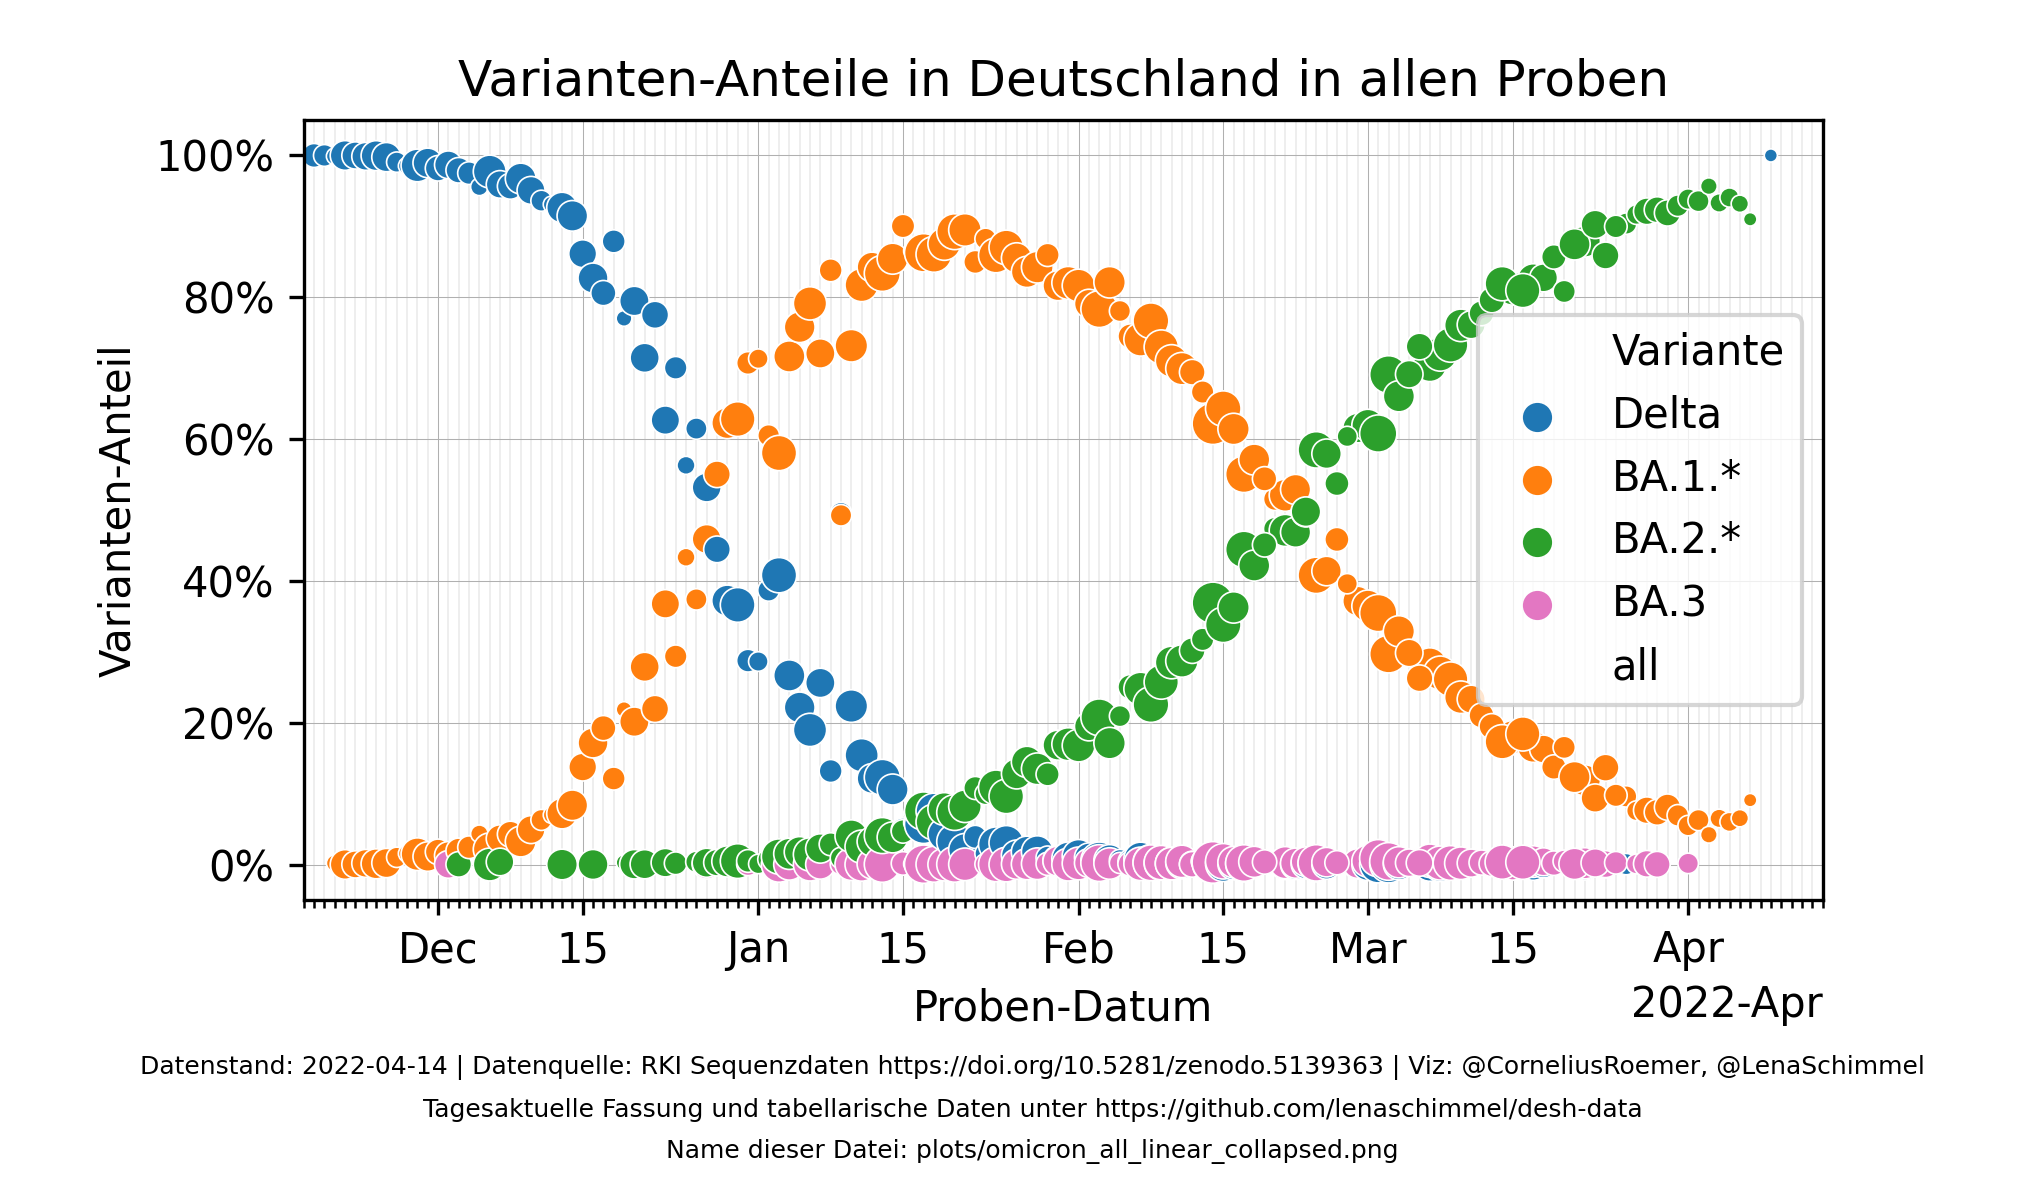 Varianten-Anteile in Deutschland in allen Proben
Varianten-Anteil
100%
80%
60%
40%
20%
0%
Variante
Delta
BA.1.*
BA.2.*
BA.3
all
Dec 15 Jan 15 Feb 15 Mar 15 Apr
Proben-Datum
2022-Apr
Datenstand: 2022-04-14 | Datenquelle: RKI Sequenzdaten https://doi.org/10.5281/zenodo.5139363 | Viz: @CorneliusRoemer, @LenaSchimmel
Tagesaktuelle Fassung und tabellarische Daten unter https://github.com/lenaschimmel/desh-data
Name dieser Datei: plots/omicron_all_linear_collapsed.png